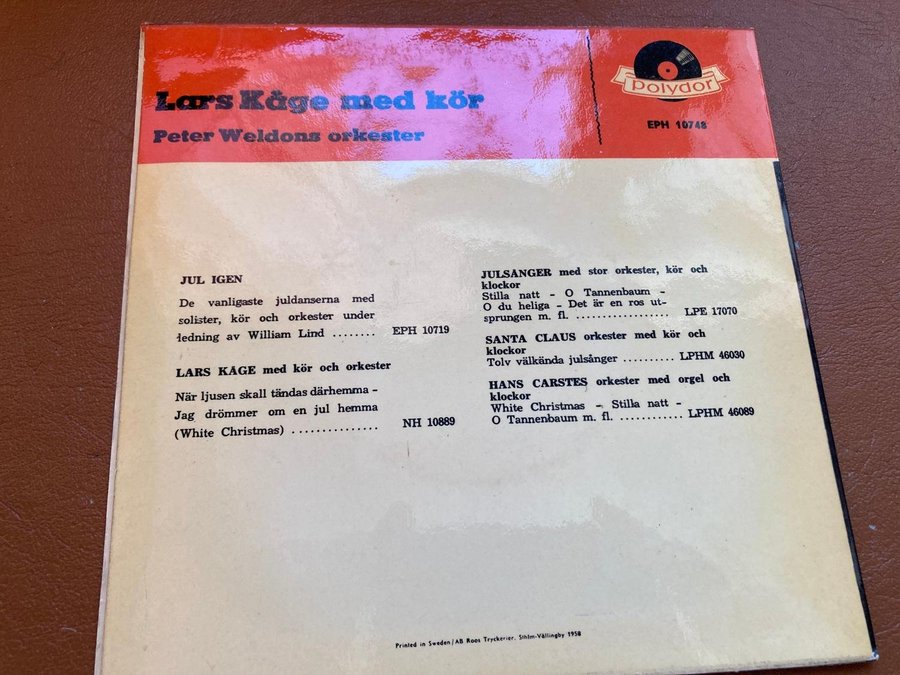 Lars Kåge med kör
Peter Weldons orkester
polydor
EPH 10748
JUL IGEN
De vanligaste juldanserna med
solister, kör och orkester under
ledning av William Lind ........ EPH 10719
LARS KÅGE med kör och orkester
När ljusen skall tändas därhemma –
Jag drömmer om en jul hemma
(White Christmas) ............... NH 10889
JULSANGER med stor orkester, kör och
klockor
Stilla natt – O Tannenbaum –
O du heliga – Det är en ros ut-
sprungen m. fl. .................. LPE 17070
SANTA CLAUS orkester med kör och
klockor
Tolv välkända julsånger .......... LPHM 46030
HANS CARSTES orkester med orgel och
klockor
White Christmas – Stilla natt –
O Tannenbaum m. fl. ............ LPHM 46089
Printed in Sweden/AB Roos Tryckerier. Sthlm-Vällingby 1958